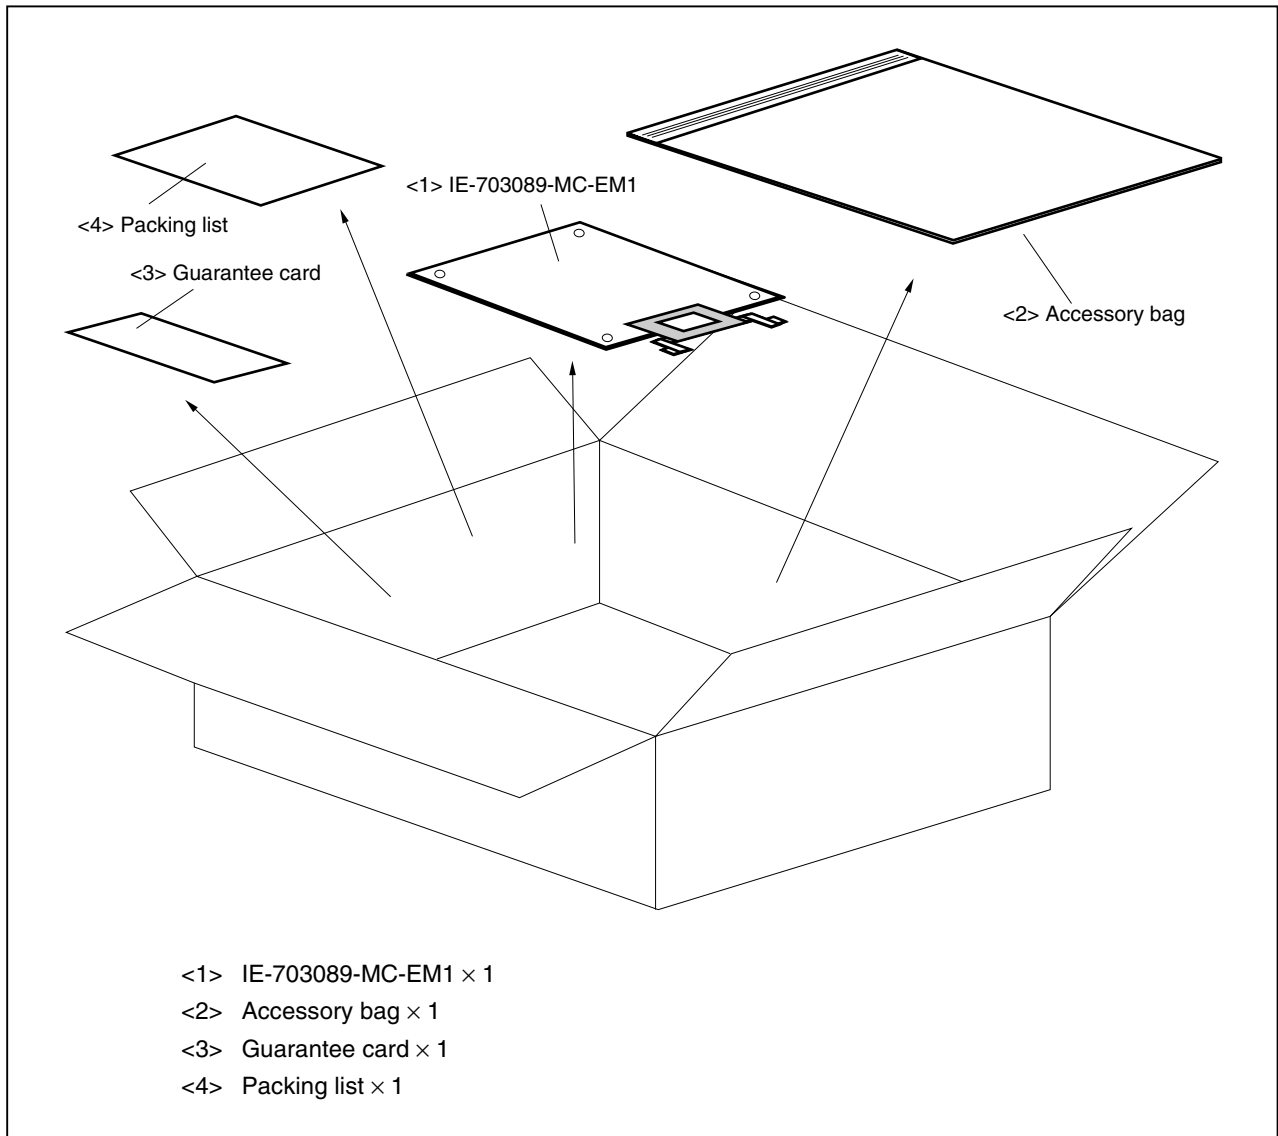 <1> IE-703089-MC-EM1
<4> Packing list
<3> Guarantee card
<2> Accessory bag
<1> IE-703089-MC-EM1 × 1
<2> Accessory bag × 1
<3> Guarantee card × 1
<4> Packing list × 1